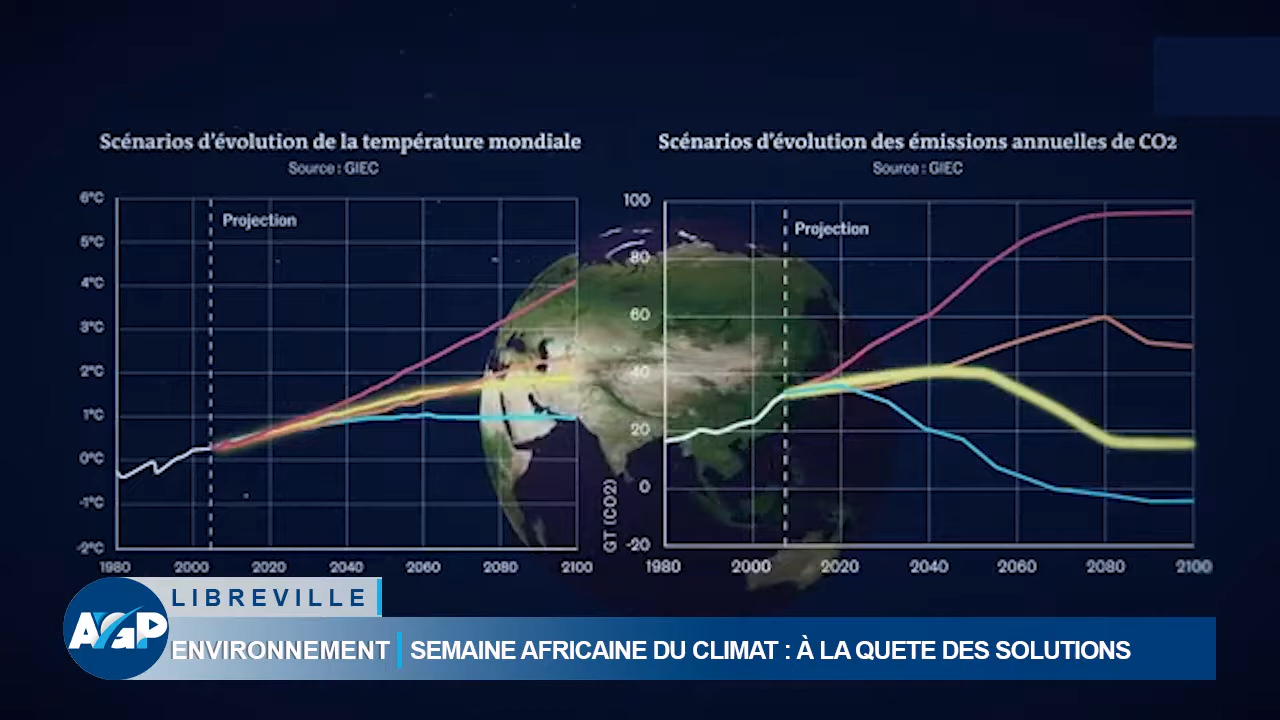 Scénarios d'évolution de la température mondiale
Source : GIEC
6°C
5°C
4°C
3°C
2°C
1°C
0°C
-1°C
-2°C
Projection
1980 2000 2020 2040 2060 2080 2100
Scénarios d'évolution des émissions annuelles de CO2
Source : GIEC
100
80
60
40
20
0
-20
GT (CO2)
Projection
1980 2000 2020 2040 2060 2080 2100
LIBREVILLE
AGP
ENVIRONNEMENT SEMAINE AFRICAINE DU CLIMAT : À LA QUETE DES SOLUTIONS